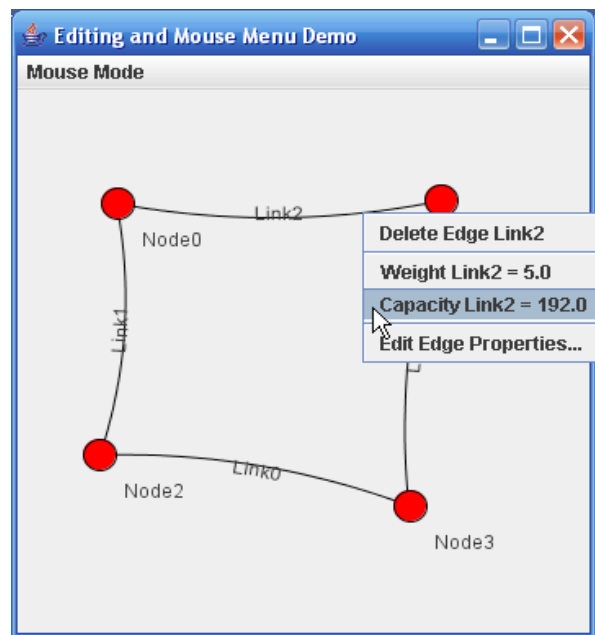 Editing and Mouse Menu Demo
Mouse Mode
Link2
Node0
Delete Edge Link2
Weight Link2 = 5.0
Capacity Link2 = 192.0
Edit Edge Properties...
Link1
Link0
Node2
Node3